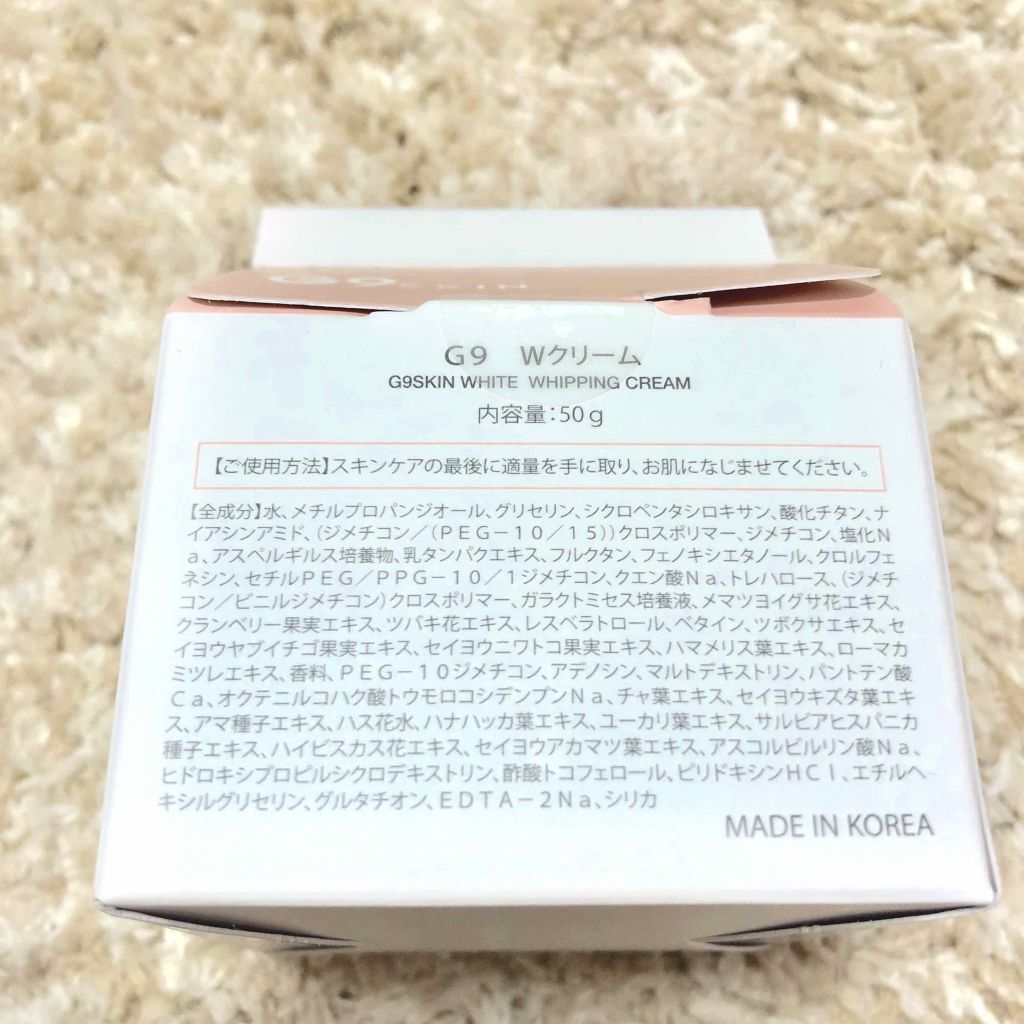 G9SKIN
G9　Wクリーム
G9SKIN WHITE WHIPPING CREAM
内容量：50ｇ
【ご使用方法】スキンケアの最後に適量を手に取り、お肌になじませてください。
【全成分】水、メチルプロパンジオール、グリセリン、シクロペンタシロキサン、酸化チタン、ナ
イアシンアミド、（ジメチコン／（ＰＥＧ－１０／１５））クロスポリマー、ジメチコン、塩化Ｎ
ａ、アスペルギルス培養物、乳タンパクエキス、フルクタン、フェノキシエタノール、クロルフェ
ネシン、セチルＰＥＧ／ＰＰＧ－１０／１ジメチコン、クエン酸Ｎａ、トレハロース、（ジメチ
コン／ビニルジメチコン）クロスポリマー、ガラクトミセス培養液、メマツヨイグサ花エキス、
クランベリー果実エキス、ツバキ花エキス、レスベラトロール、ベタイン、ツボクサエキス、セ
イヨウヤブイチゴ果実エキス、セイヨウニワトコ果実エキス、ハマメリス葉エキス、ローマカ
ミツレエキス、香料、ＰＥＧ－１０ジメチコン、アデノシン、マルトデキストリン、パントテン酸
Ｃａ、オクテニルコハク酸トウモロコシデンプンＮａ、チャ葉エキス、セイヨウキズタ葉エキ
ス、アマ種子エキス、ハス花水、ハナハッカ葉エキス、ユーカリ葉エキス、サルビアヒスパニカ
種子エキス、ハイビスカス花エキス、セイヨウアカマツ葉エキス、アスコルビルリン酸Ｎａ、
ヒドロキシプロピルシクロデキストリン、酢酸トコフェロール、ピリドキシンＨＣｌ、エチルヘ
キシルグリセリン、グルタチオン、ＥＤＴＡ－２Ｎａ、シリカ
MADE IN KOREA